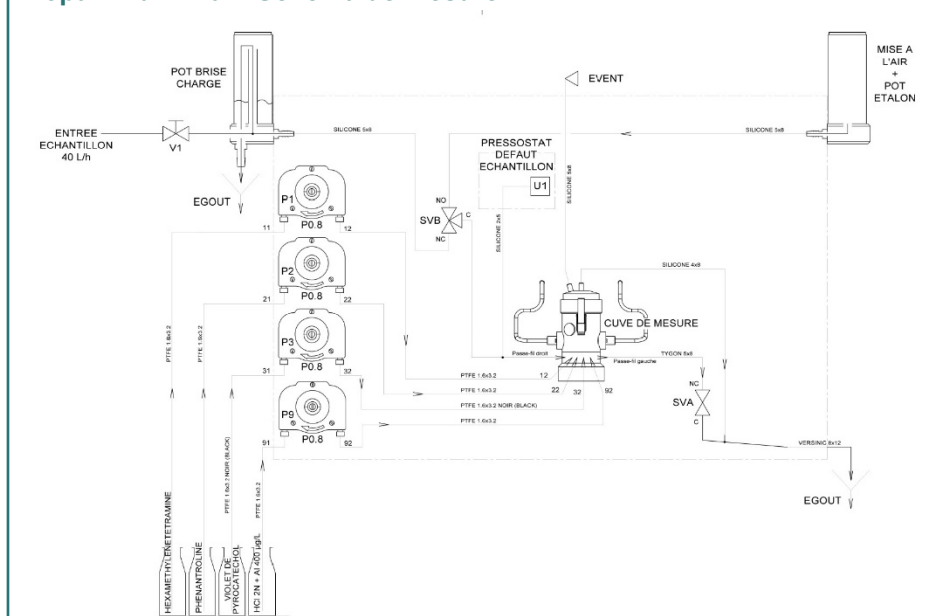 POT BRISE
CHARGE
ENTREE
ECHANTILLON
40 L/h
V1
EGOUT
SILICONE 5x8
EVENT
SILICONE 5x8
MISE A
L'AIR
+
POT
ETALON
PRESSOSTAT
DEFAUT
ECHANTILLON
U1
SILICONE 2x6
NO
SVB
C
NC
P1
P0.8
11
12
P2
P0.8
21
22
P3
P0.8
31
32
P9
P0.8
91
92
SILICONE 4x8
CUVE DE MESURE
Passe-fil droit
Passe-fil gauche
TYGON 6x8
PTFE 1.6x3.2
12
PTFE 1.6x3.2
22
32
92
PTFE 1.6x3.2 NOIR (BLACK)
PTFE 1.6x3.2
NC
SVA
C
VERSINIC 6x12
EGOUT
PTFE 1.6x3.2
PTFE 1.6x3.2
PTFE 1.6x3.2 NOIR (BLACK)
PTFE 1.6x3.2
HEXAMETHYLENETETRAMINE
PHENANTROLINE
VIOLET DE
PYROCATECHOL
HCl 2N + Al 400 µg/L